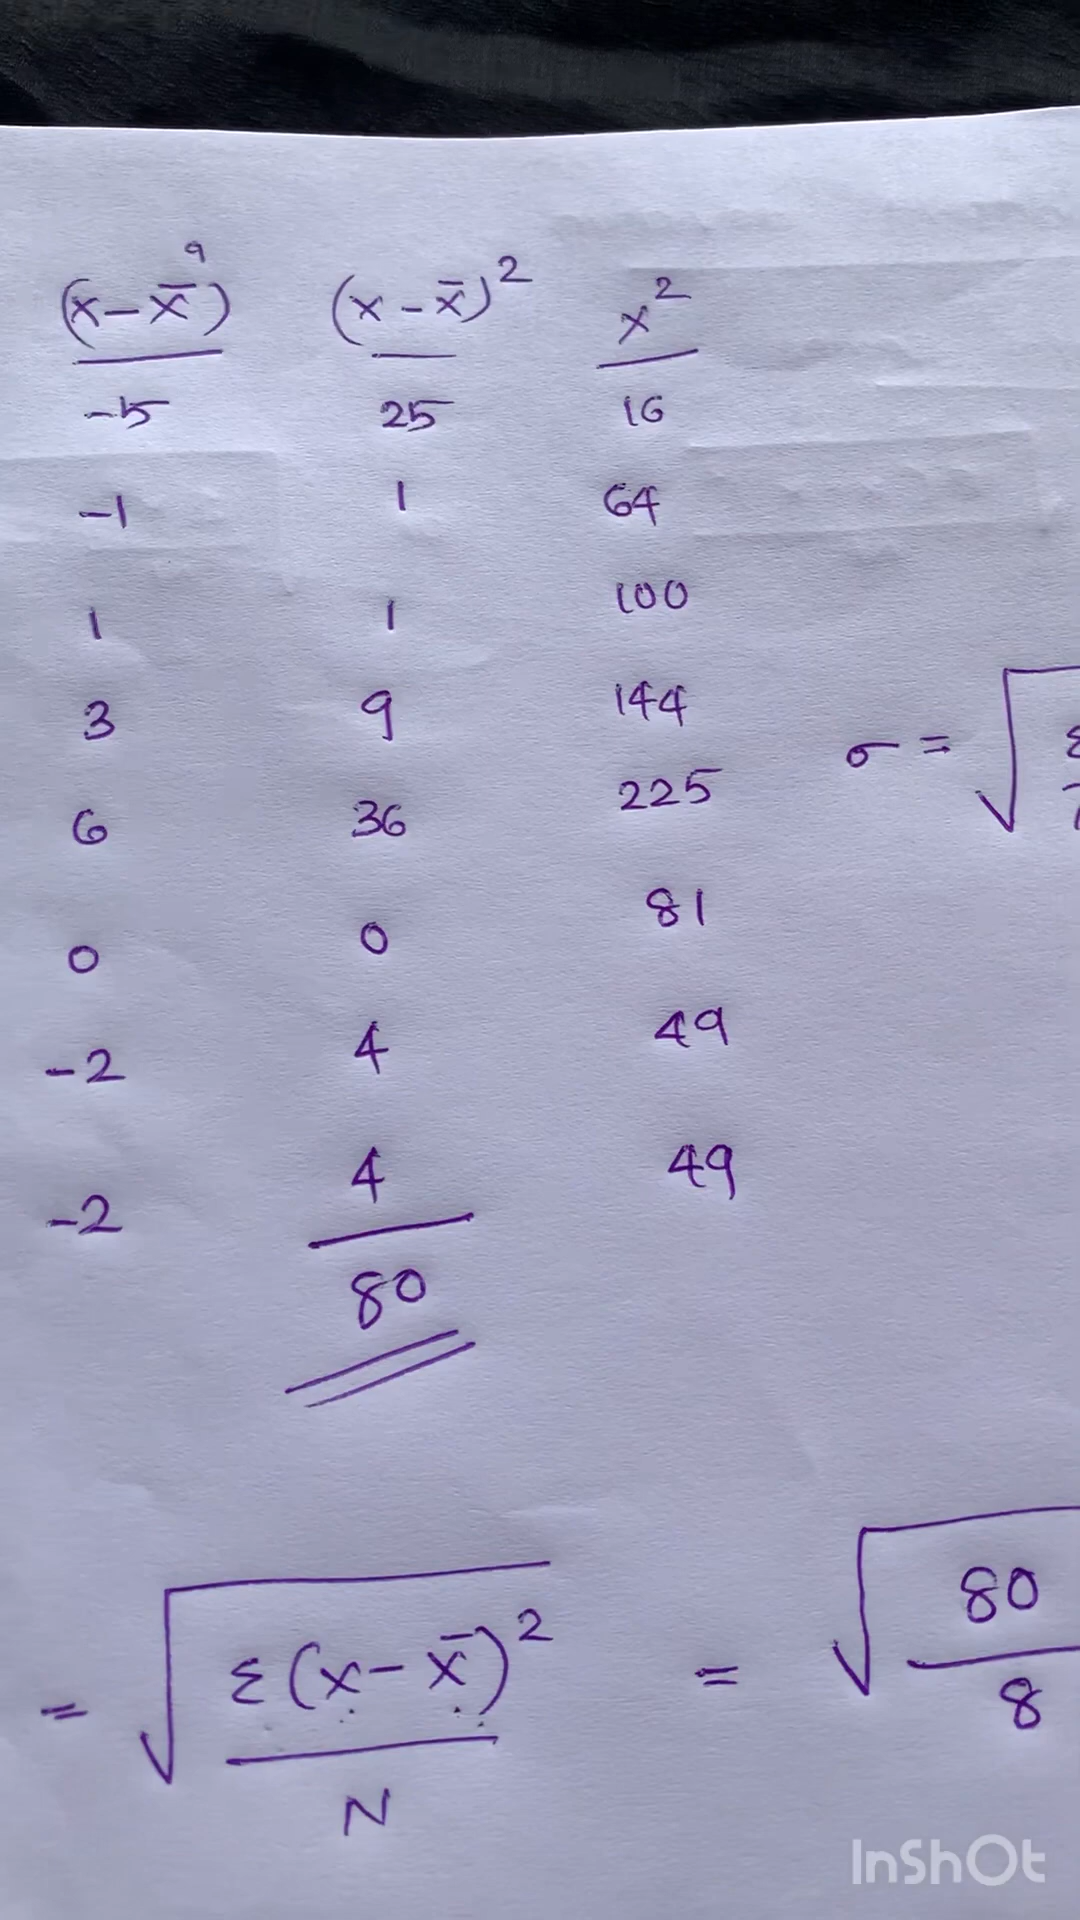 9
(x-x̄) (x-x̄)² x²
-5 25 16
-1 1 64
1 1 100
3 9 144
σ = √
6 36 225
0 0 81
-2 4 49
-2 4 49
80
= √ Σ(x-x̄)² / N = √ 80 / 8
InShOt